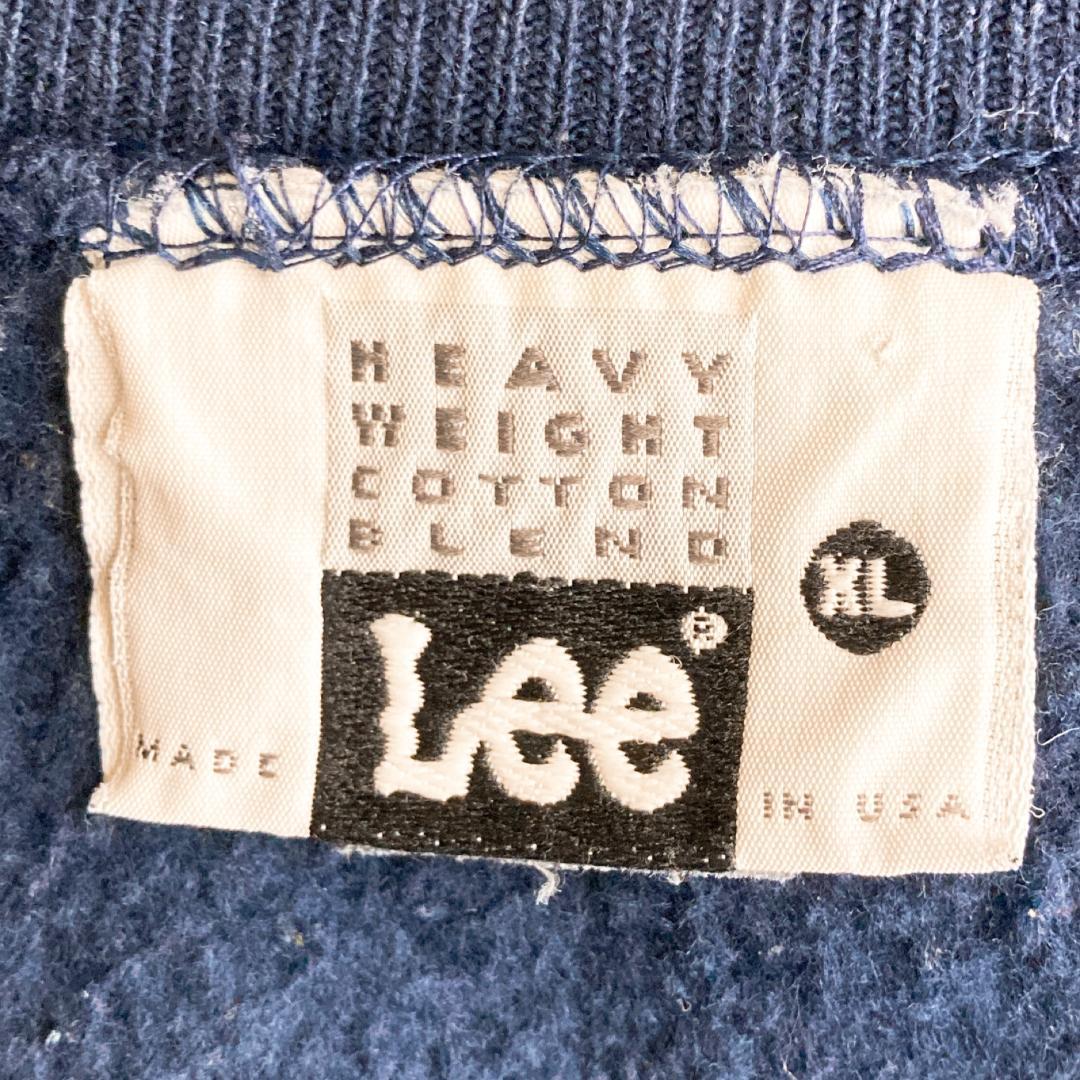 HEAVY
WEIGHT
COTTON
BLEND
Lee®
XL
MADE IN USA